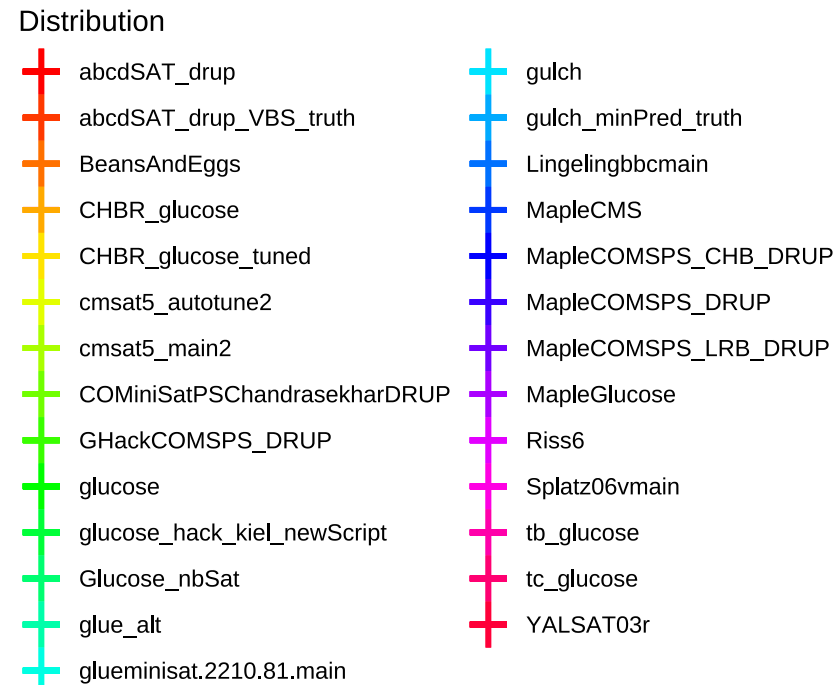 Distribution
abcdSAT_drup
abcdSAT_drup_VBS_truth
BeansAndEggs
CHBR_glucose
CHBR_glucose_tuned
cmsat5_autotune2
cmsat5_main2
COMiniSatPSChandrasekharDRUP
GHackCOMSPS_DRUP
glucose
glucose_hack_kiel_newScript
Glucose_nbSat
glue_alt
glueminisat.2210.81.main
gulch
gulch_minPred_truth
Lingelingbbcmain
MapleCMS
MapleCOMSPS_CHB_DRUP
MapleCOMSPS_DRUP
MapleCOMSPS_LRB_DRUP
MapleGlucose
Riss6
Splatz06vmain
tb_glucose
tc_glucose
YALSAT03r